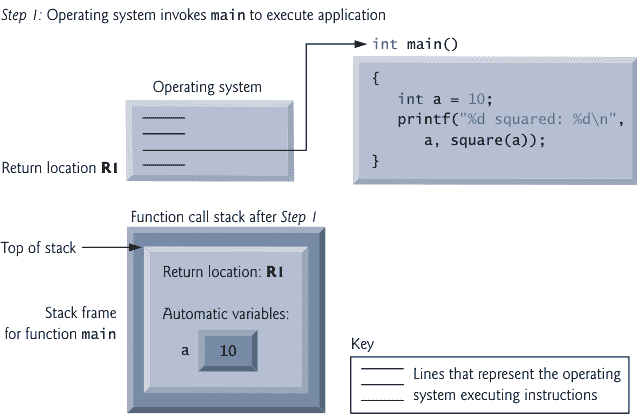 Step 1: Operating system invokes main to execute application
int main()
{
int a = 10;
printf("%d squared: %d\n",
a, square(a));
}
Operating system
Return location R1
Function call stack after Step 1
Top of stack
Return location: R1
Stack frame
for function main
Automatic variables:
a 10
Key
Lines that represent the operating
system executing instructions